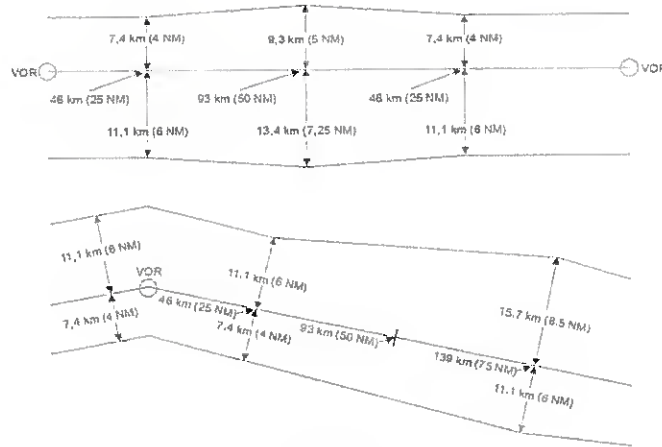 7,4 km (4 NM)
9,3 km (5 NM)
7,4 km (4 NM)
VOR
VOR
46 km (25 NM)
93 km (50 NM)
46 km (25 NM)
11,1 km (6 NM)
13,4 km (7,25 NM)
11,1 km (6 NM)
11,1 km (6 NM)
VOR
11,1 km (6 NM)
7,4 km (4 NM)
46 km (25 NM)
7,4 km (4 NM)
93 km (50 NM)
15,7 km (8,5 NM)
139 km (75 NM)
11,1 km (6 NM)